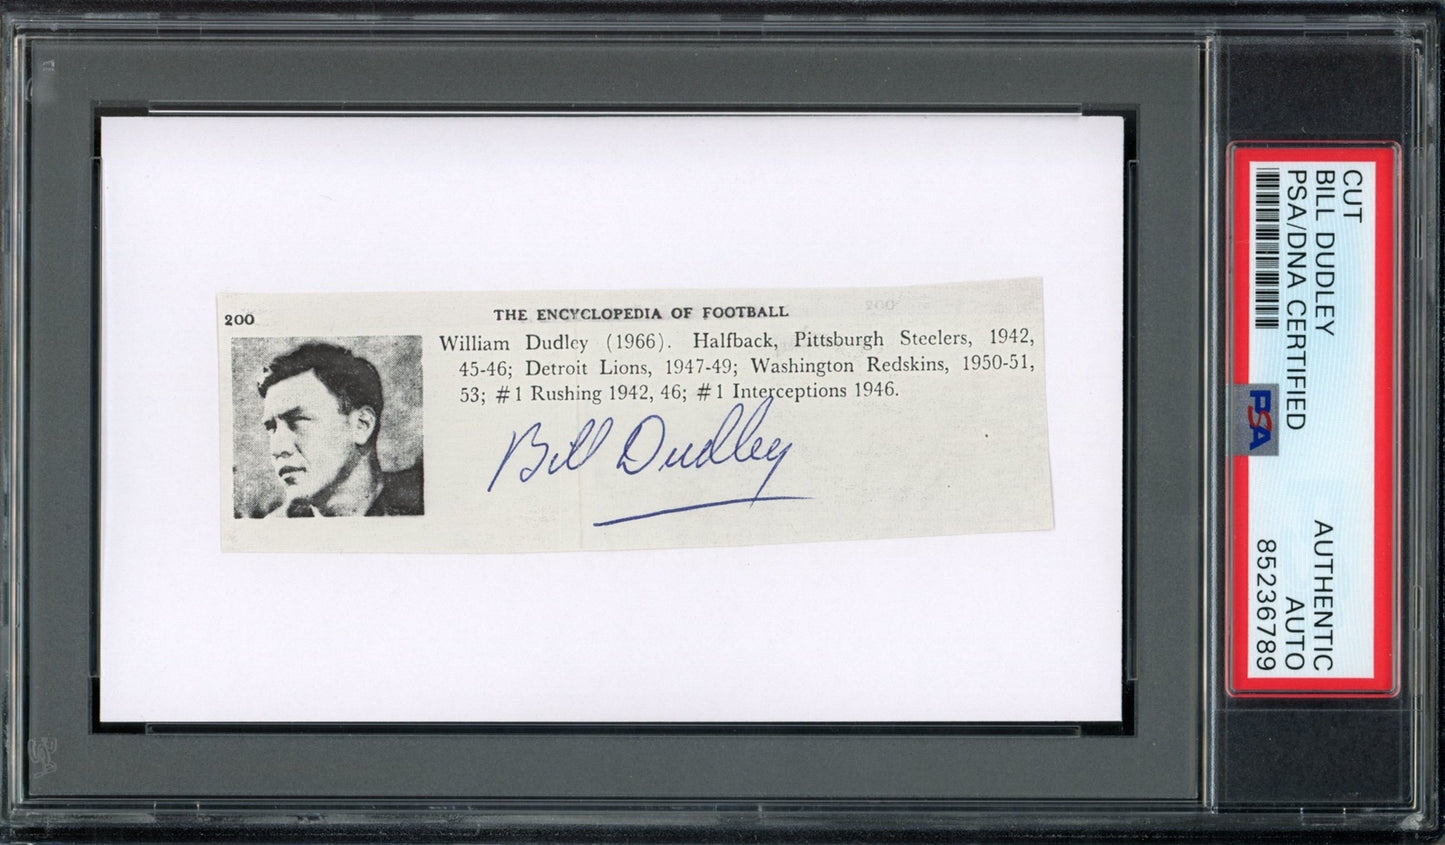 200 THE ENCYCLOPEDIA OF FOOTBALL
William Dudley (1966). Halfback, Pittsburgh Steelers, 1942,
45-46; Detroit Lions, 1947-49; Washington Redskins, 1950-51,
53; #1 Rushing 1942, 46; #1 Interceptions 1946.
Bill Dudley
CUT
BILL DUDLEY
PSA/DNA CERTIFIED
AUTHENTIC
AUTO
85236789
PSA
200